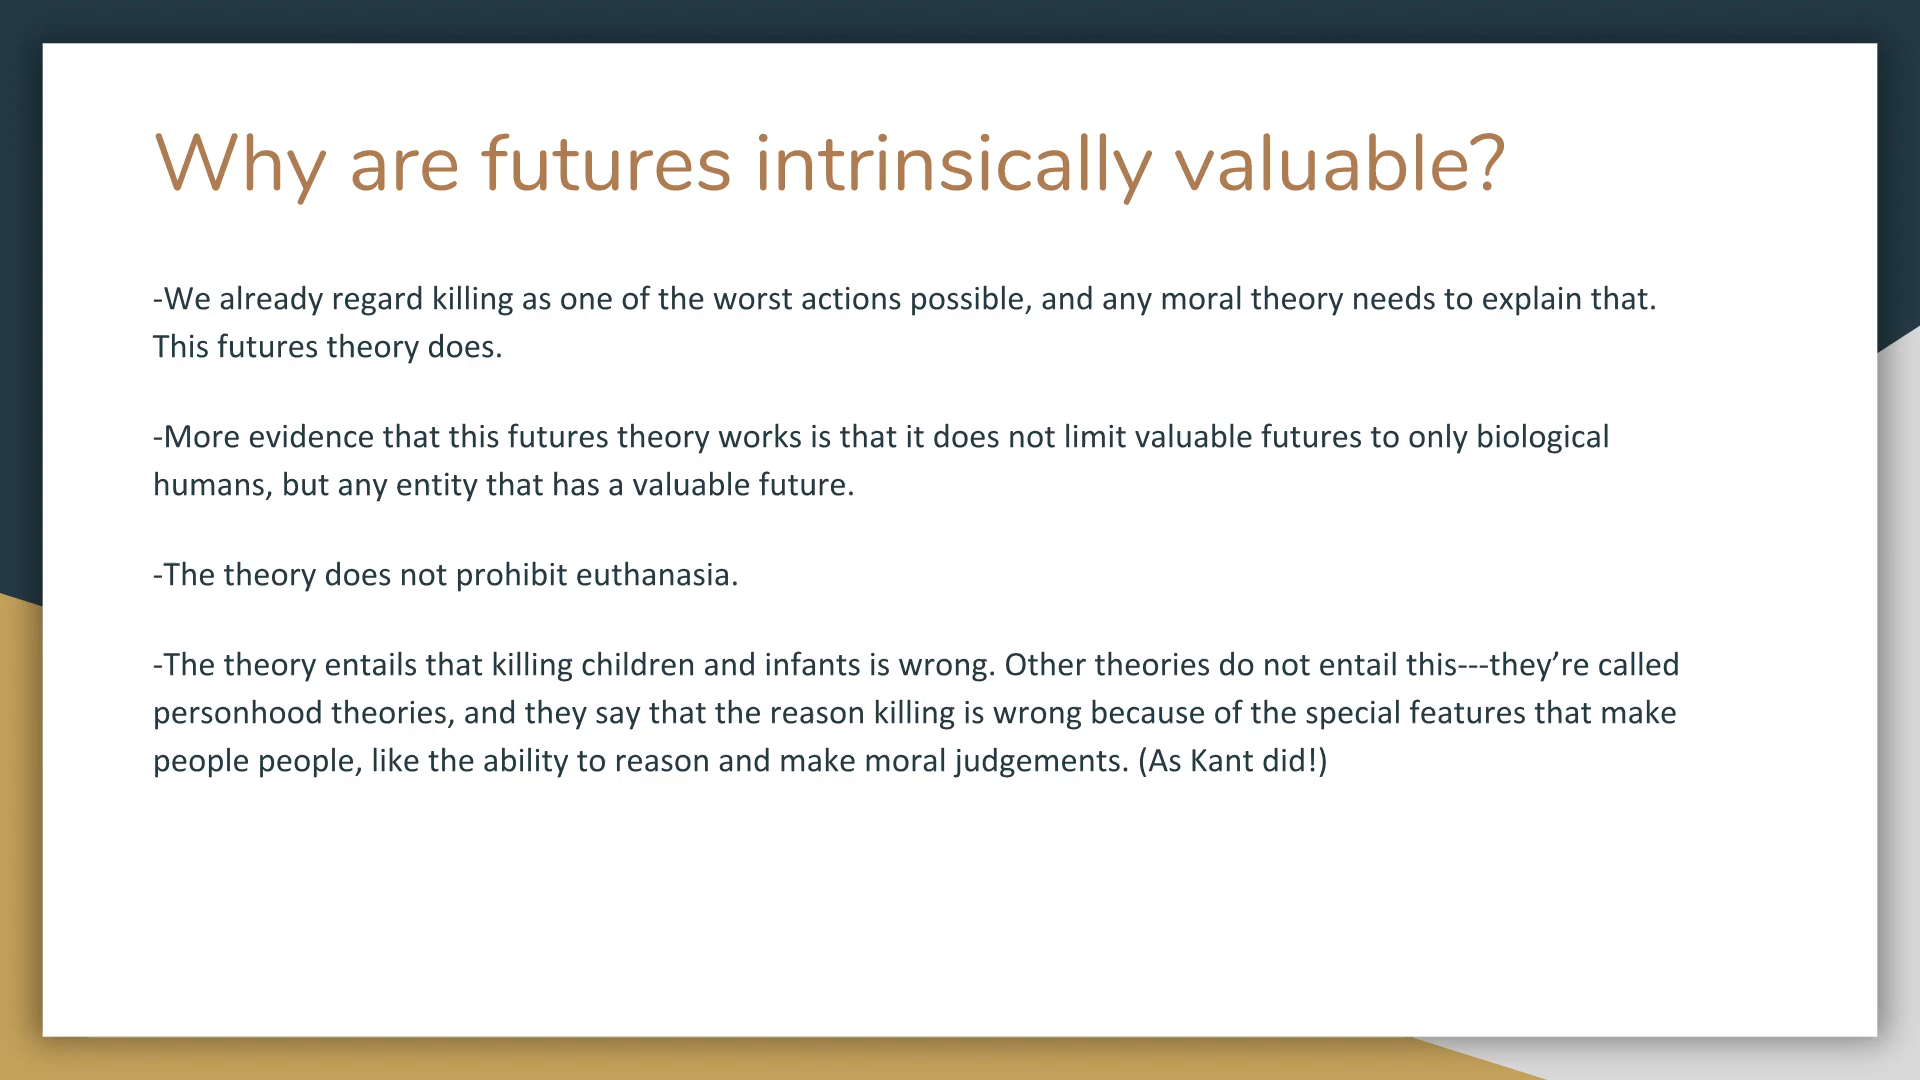 Why are futures intrinsically valuable?
-We already regard killing as one of the worst actions possible, and any moral theory needs to explain that.
This futures theory does.
-More evidence that this futures theory works is that it does not limit valuable futures to only biological
humans, but any entity that has a valuable future.
-The theory does not prohibit euthanasia.
-The theory entails that killing children and infants is wrong. Other theories do not entail this---they’re called
personhood theories, and they say that the reason killing is wrong because of the special features that make
people people, like the ability to reason and make moral judgements. (As Kant did!)